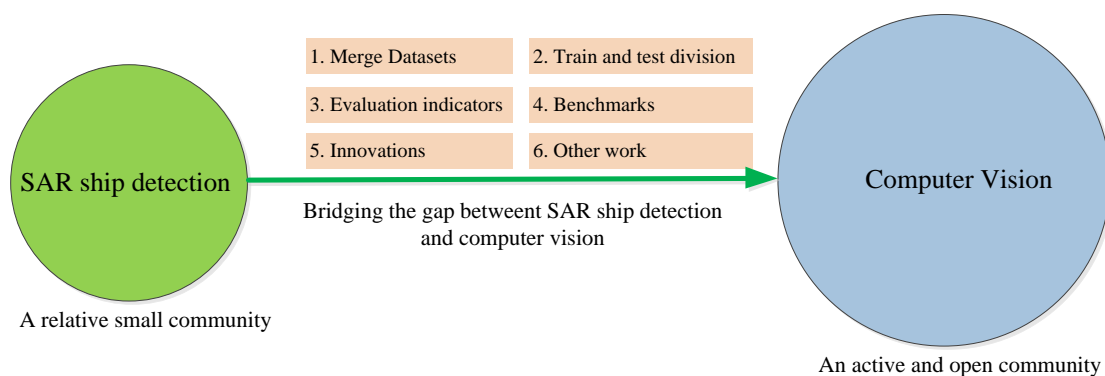 1. Merge Datasets
2. Train and test division
3. Evaluation indicators
4. Benchmarks
5. Innovations
6. Other work
SAR ship detection
Computer Vision
Bridging the gap betweent SAR ship detection
and computer vision
A relative small community
An active and open community